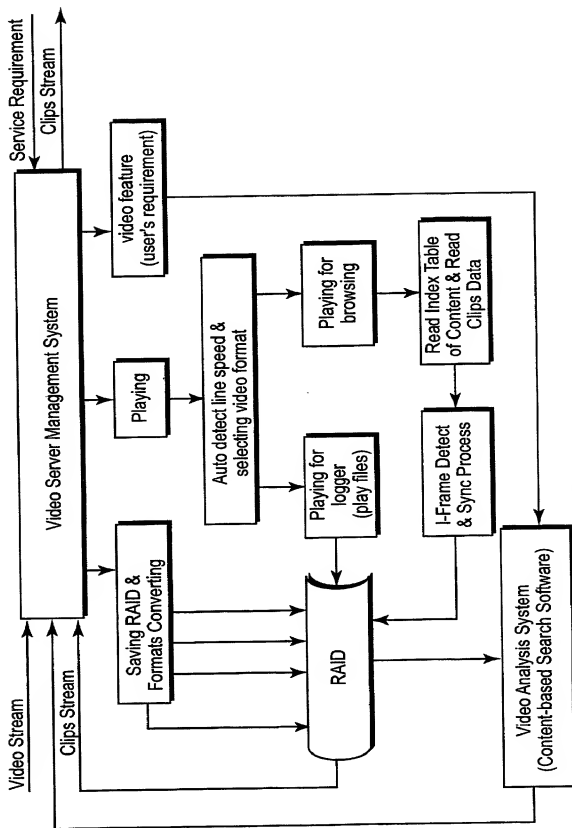 Service Requirement
Clips Stream
Video Stream
Clips Stream
Video Server Management System
Saving RAID &
Formats Converting
Playing
video feature
(user's requirement)
Auto detect line speed &
selecting video format
Playing for
logger
(play files)
Playing for
browsing
RAID
I-Frame Detect
& Sync Process
Read Index Table
of Content & Read
Clips Data
Video Analysis System
(Content-based Search Software)